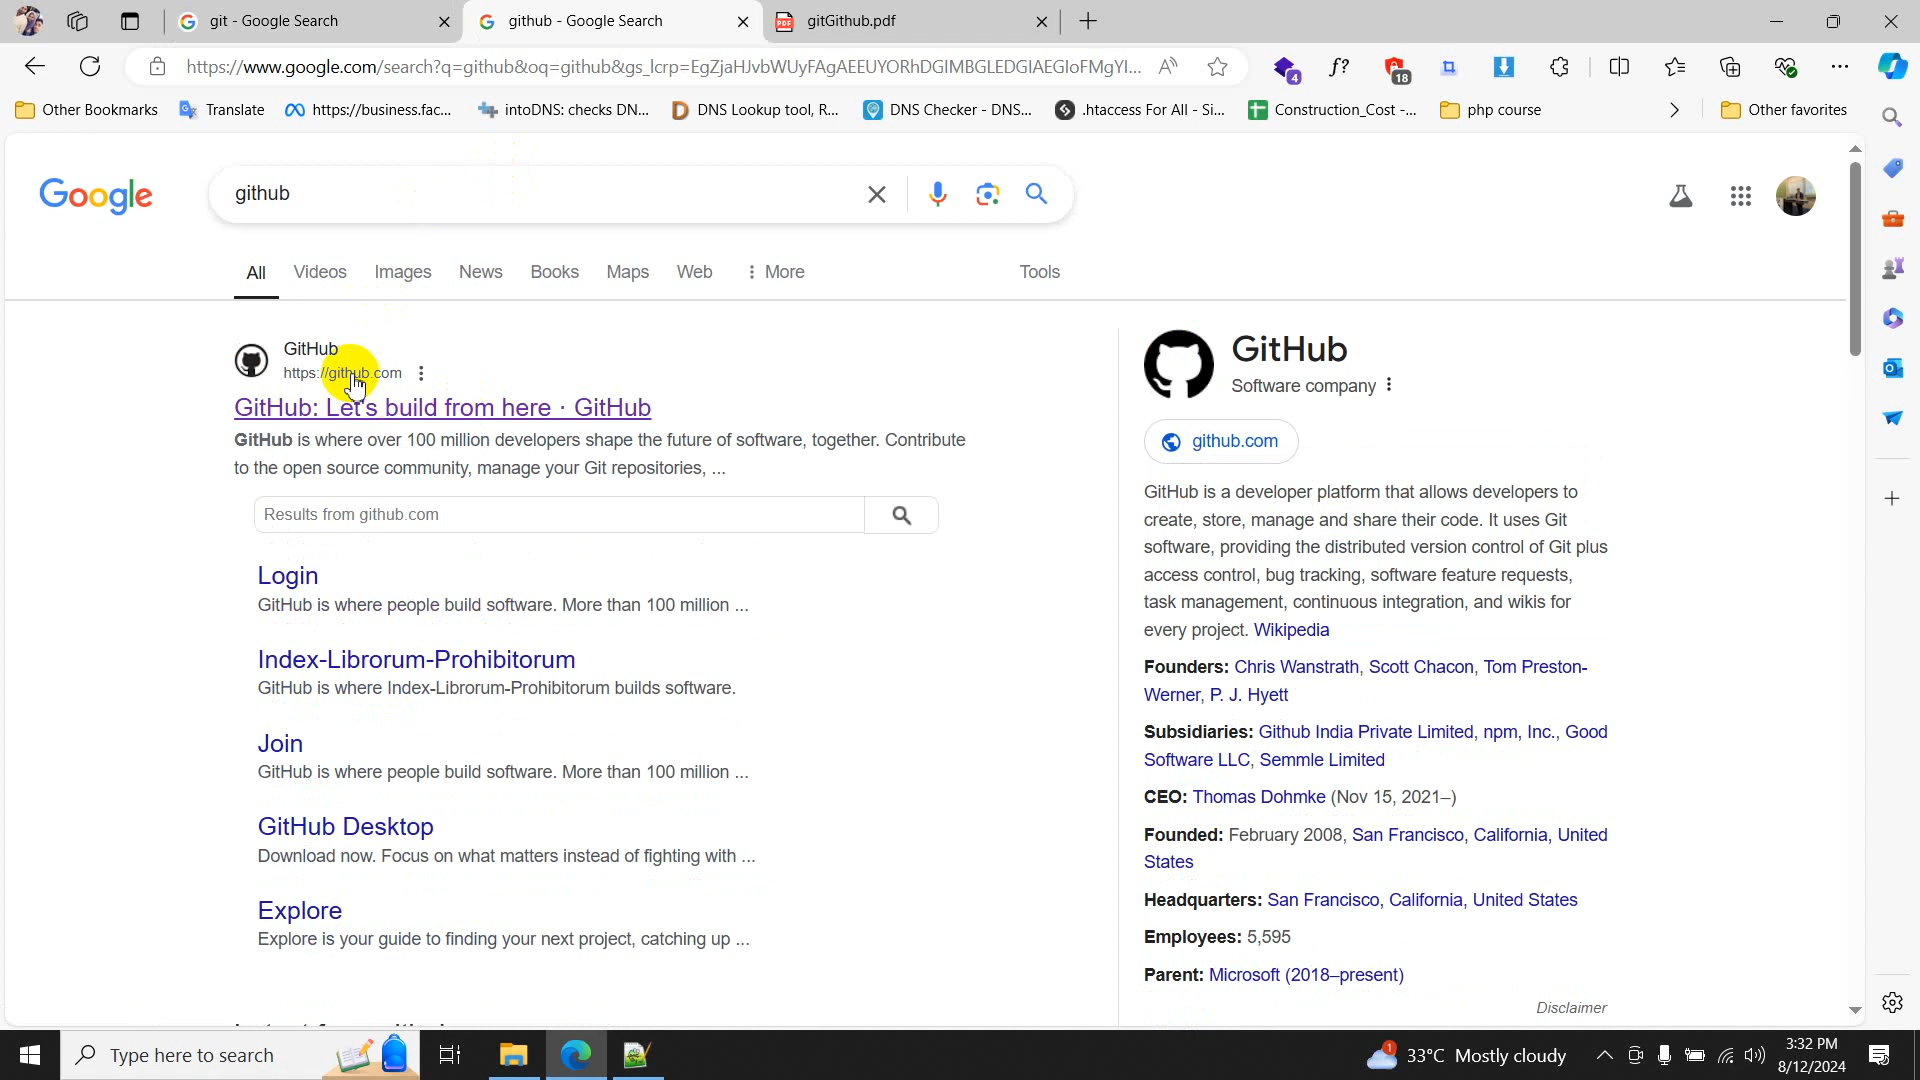 git - Google Search
github - Google Search
gitGithub.pdf
https://www.google.com/search?q=github&oq=github&gs_lcrp=EgZjaHJvbWUyFAgAEEUYORhDGIMBGLEDGIAEGIoFMgYI...
4
f?
18
Other Bookmarks
Translate
https://business.fac...
intoDNS: checks DN...
DNS Lookup tool, R...
DNS Checker - DNS...
.htaccess For All - Si...
Construction_Cost -...
php course
Other favorites
Google
github
All
Videos
Images
News
Books
Maps
Web
More
Tools
GitHub
https://github.com
GitHub: Let's build from here · GitHub
GitHub is where over 100 million developers shape the future of software, together. Contribute
to the open source community, manage your Git repositories, ...
Results from github.com
Login
GitHub is where people build software. More than 100 million ...
Index-Librorum-Prohibitorum
GitHub is where Index-Librorum-Prohibitorum builds software.
Join
GitHub is where people build software. More than 100 million ...
GitHub Desktop
Download now. Focus on what matters instead of fighting with ...
Explore
Explore is your guide to finding your next project, catching up ...
GitHub
Software company
github.com
GitHub is a developer platform that allows developers to
create, store, manage and share their code. It uses Git
software, providing the distributed version control of Git plus
access control, bug tracking, software feature requests,
task management, continuous integration, and wikis for
every project. Wikipedia
Founders: Chris Wanstrath, Scott Chacon, Tom Preston-
Werner, P. J. Hyett
Subsidiaries: Github India Private Limited, npm, Inc., Good
Software LLC, Semmle Limited
CEO: Thomas Dohmke (Nov 15, 2021–)
Founded: February 2008, San Francisco, California, United
States
Headquarters: San Francisco, California, United States
Employees: 5,595
Parent: Microsoft (2018–present)
Disclaimer
Type here to search
1
33°C Mostly cloudy
3:32 PM
8/12/2024